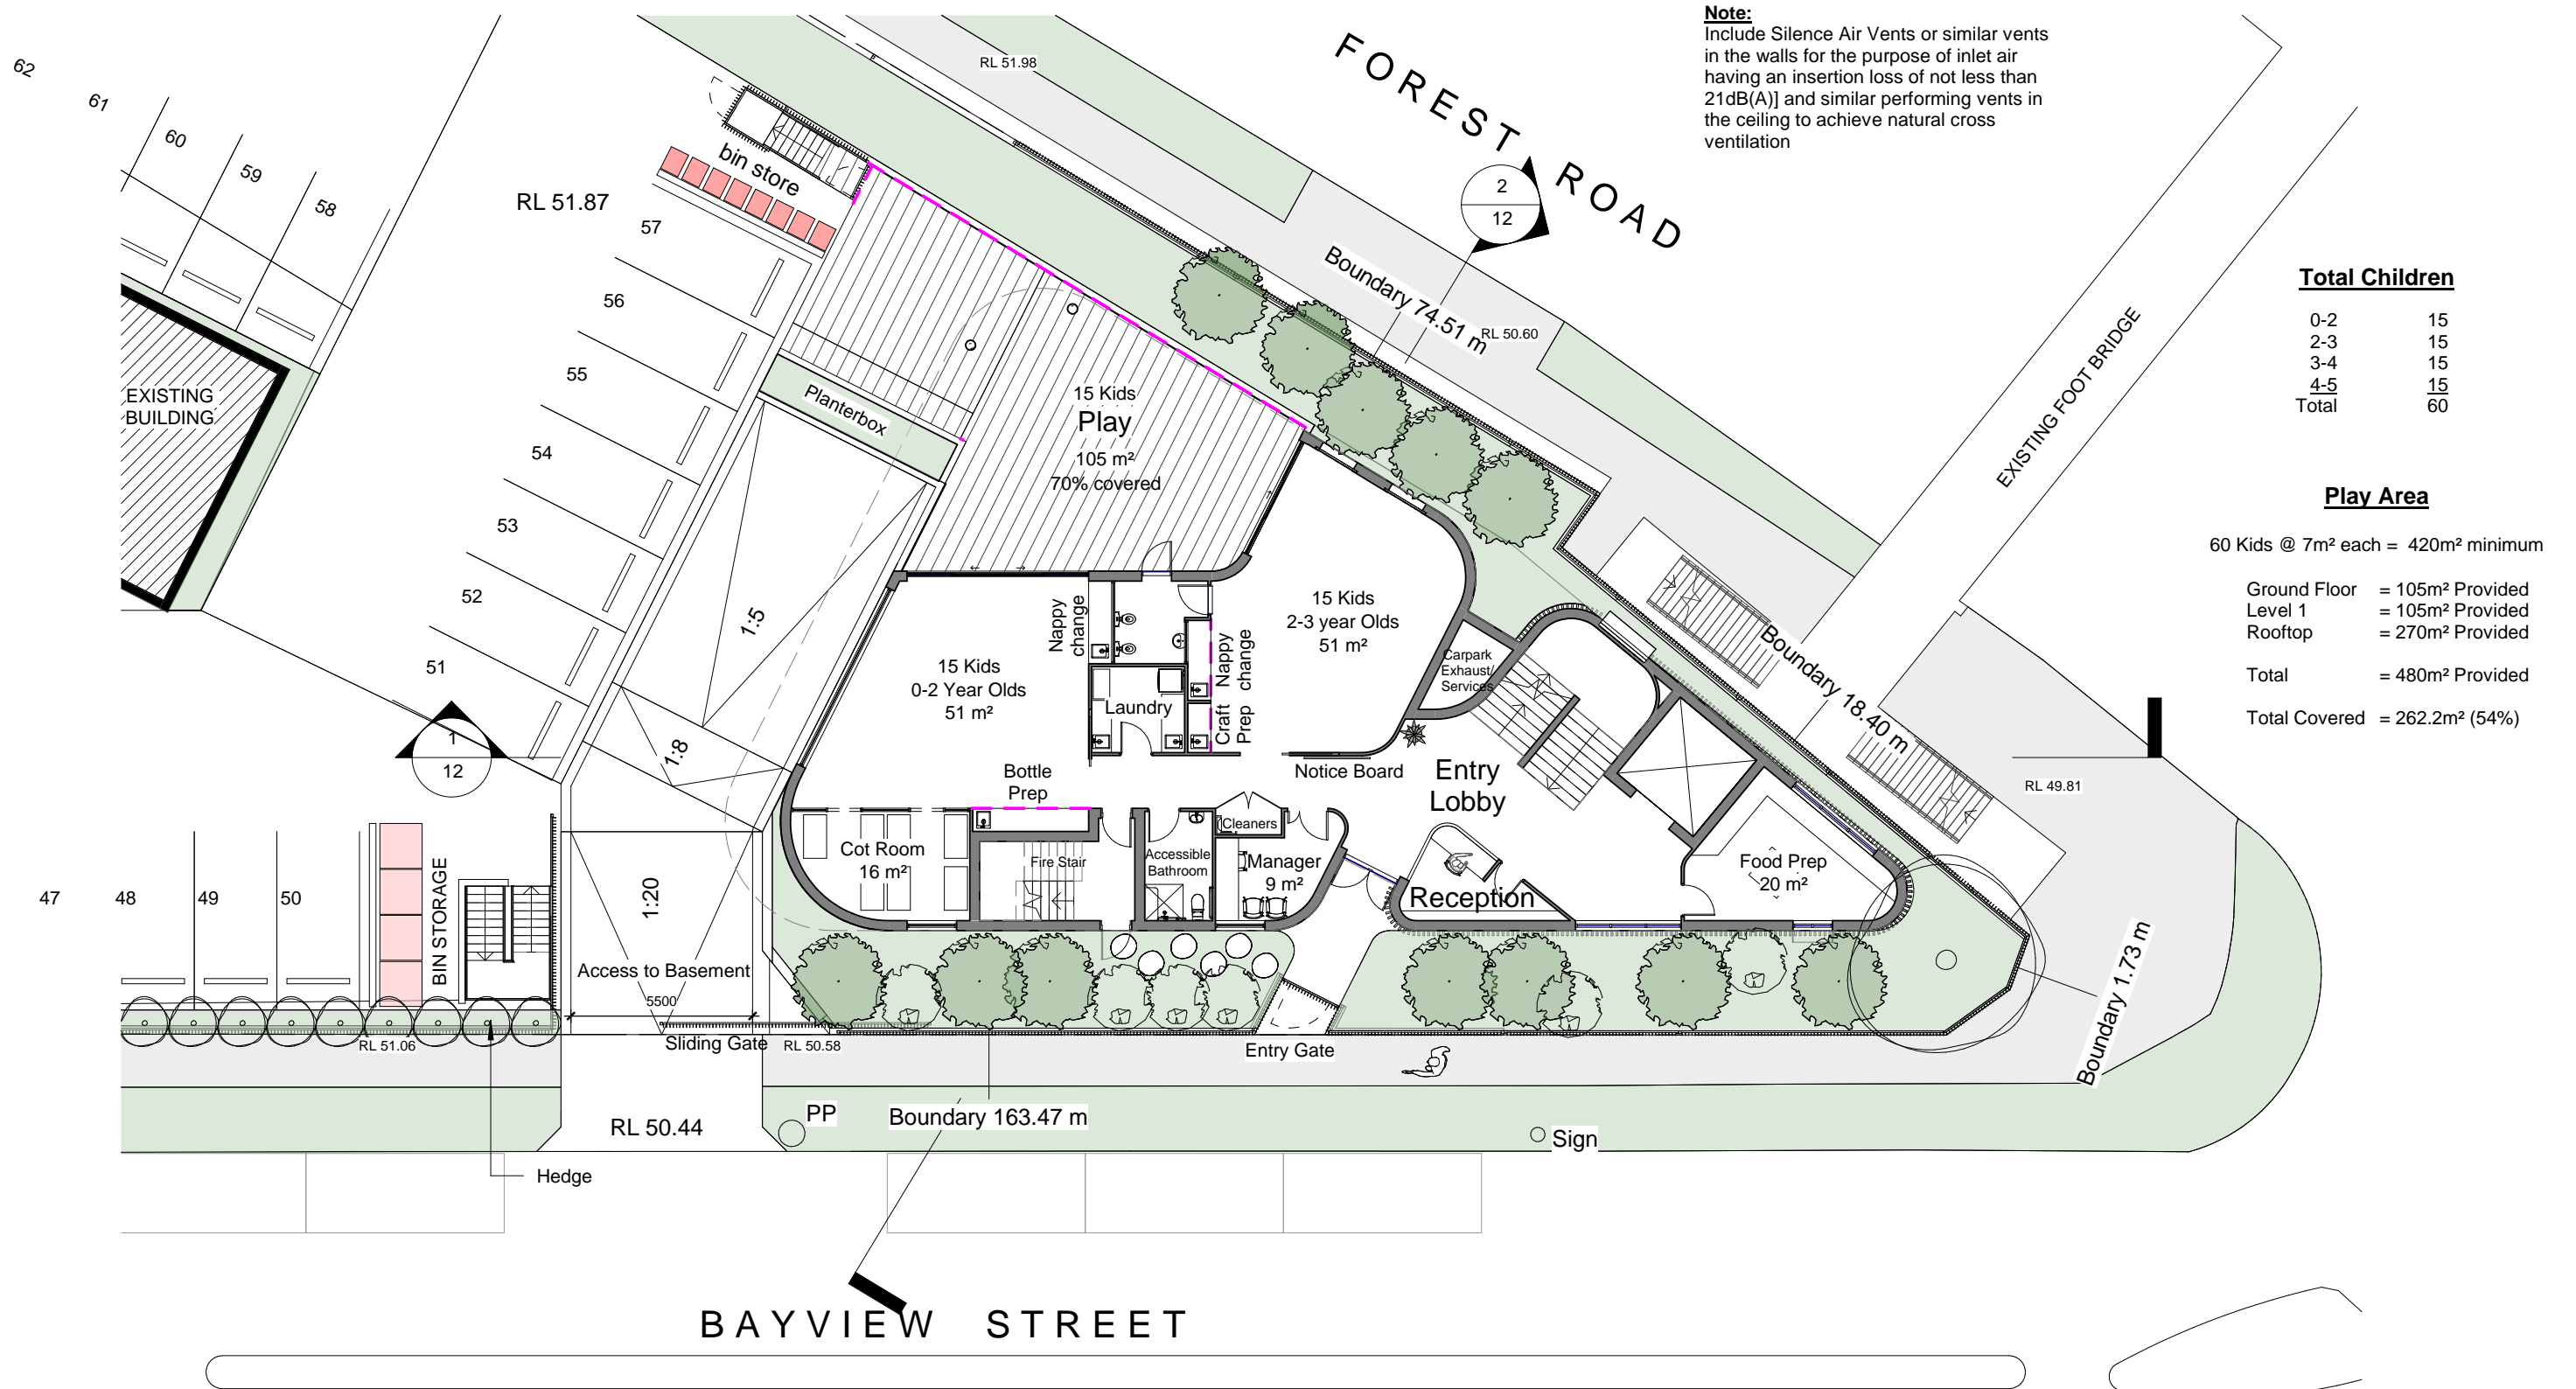 Note:
Include Silence Air Vents or similar vents
in the walls for the purpose of inlet air
having an insertion loss of not less than
21dB(A)] and similar performing vents in
the ceiling to achieve natural cross
ventilation
FOREST ROAD
RL 51.98
62
61
60
59
58
bin store
RL 51.87
57
56
55
54
53
52
51
2
12
Boundary 74.51 m
RL 50.60
EXISTING FOOT BRIDGE
Total Children
0-2 15
2-3 15
3-4 15
4-5 15
Total 60
Play Area
60 Kids @ 7m² each = 420m² minimum
Ground Floor = 105m² Provided
Level 1 = 105m² Provided
Rooftop = 270m² Provided
Total = 480m² Provided
Total Covered = 262.2m² (54%)
EXISTING
BUILDING
Planterbox
15 Kids
Play
105 m²
70% covered
1:5
1:8
1:20
Nappy
change
15 Kids
2-3 year Olds
51 m²
15 Kids
0-2 Year Olds
51 m²
Laundry
Craft Nappy
Prep change
Carpark
Exhaust/
Services
Boundary 18.40 m
1
12
Bottle
Prep
Notice Board
Entry
Lobby
RL 49.81
Cot Room
16 m²
Fire Stair
Accessible
Bathroom
Cleaners
Manager
9 m²
Reception
Food Prep
20 m²
47
48
49
50
BIN STORAGE
Access to Basement
5500
Sliding Gate
RL 51.06
RL 50.58
Entry Gate
Boundary 1.73 m
RL 50.44
PP
Boundary 163.47 m
Sign
Hedge
BAYVIEW STREET